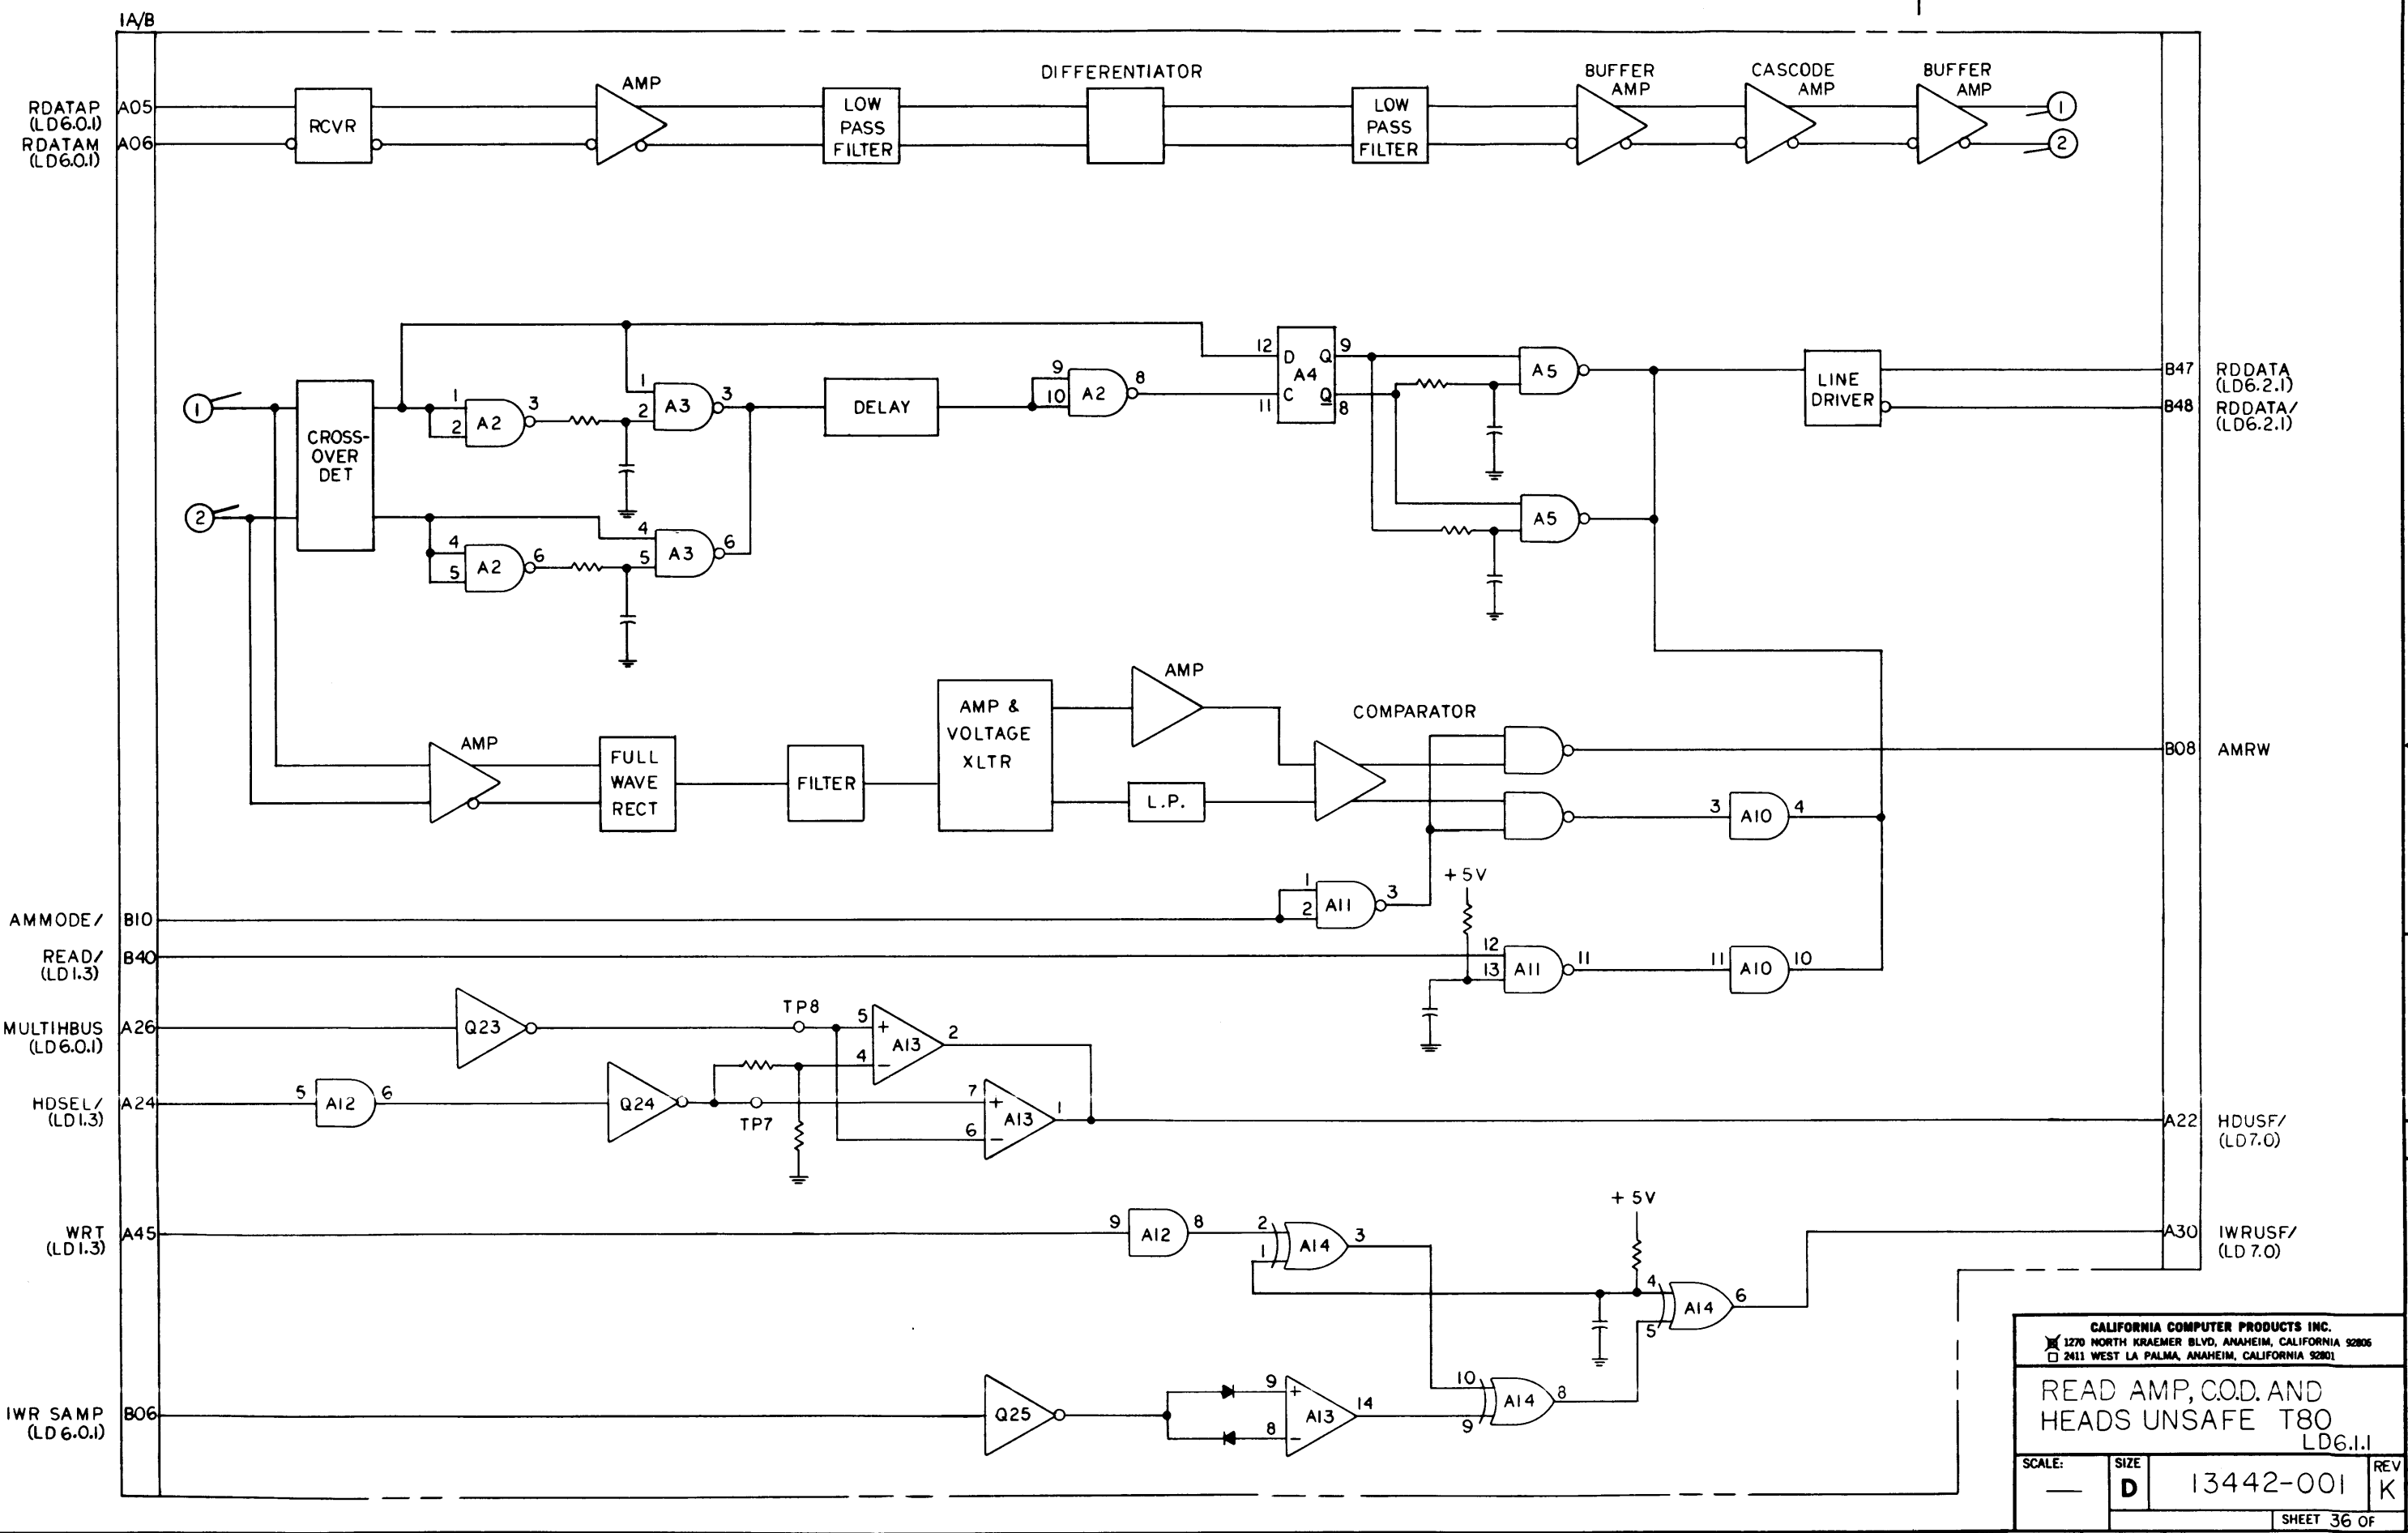 IA/B
RDATAP
(LD6.0.1)
A05
RDATAM
(LD6.0.1)
A06
RCVR
AMP
LOW
PASS
FILTER
DIFFERENTIATOR
LOW
PASS
FILTER
BUFFER
AMP
CASCODE
AMP
BUFFER
AMP
1
2
1
2
CROSS-
OVER
DET
1
2
A2
3
1
2
A3
3
4
5
A2
6
4
5
A3
6
DELAY
9
10
A2
8
12
D
Q
9
A4
11
C
Q
8
A5
A5
LINE
DRIVER
B47
RDDATA
(LD6.2.1)
B48
RDDATA/
(LD6.2.1)
AMP
FULL
WAVE
RECT
FILTER
AMP &
VOLTAGE
XLTR
AMP
L.P.
COMPARATOR
B08
AMRW
3
A10
4
AMMODE/
B10
1
2
A11
3
+5V
READ/
(LD1.3)
B40
12
13
A11
11
11
A10
10
MULTIHBUS
(LD6.0.1)
A26
Q23
TP8
5
+
4
−
A13
2
HDSEL/
(LD1.3)
A24
5
A12
6
Q24
TP7
7
+
6
−
A13
1
A22
HDUSF/
(LD7.0)
WRT
(LD1.3)
A45
9
A12
8
2
1
A14
3
+5V
4
5
A14
6
A30
IWRUSF/
(LD7.0)
IWR SAMP
(LD6.0.1)
B06
Q25
9
+
8
−
A13
14
10
9
A14
8
CALIFORNIA COMPUTER PRODUCTS INC.
1270 NORTH KRAEMER BLVD, ANAHEIM, CALIFORNIA 92806
2411 WEST LA PALMA, ANAHEIM, CALIFORNIA 92801
READ AMP, C.O.D. AND
HEADS UNSAFE T80
LD6.1.1
SCALE:
—
SIZE
D
13442-001
REV
K
SHEET 36 OF